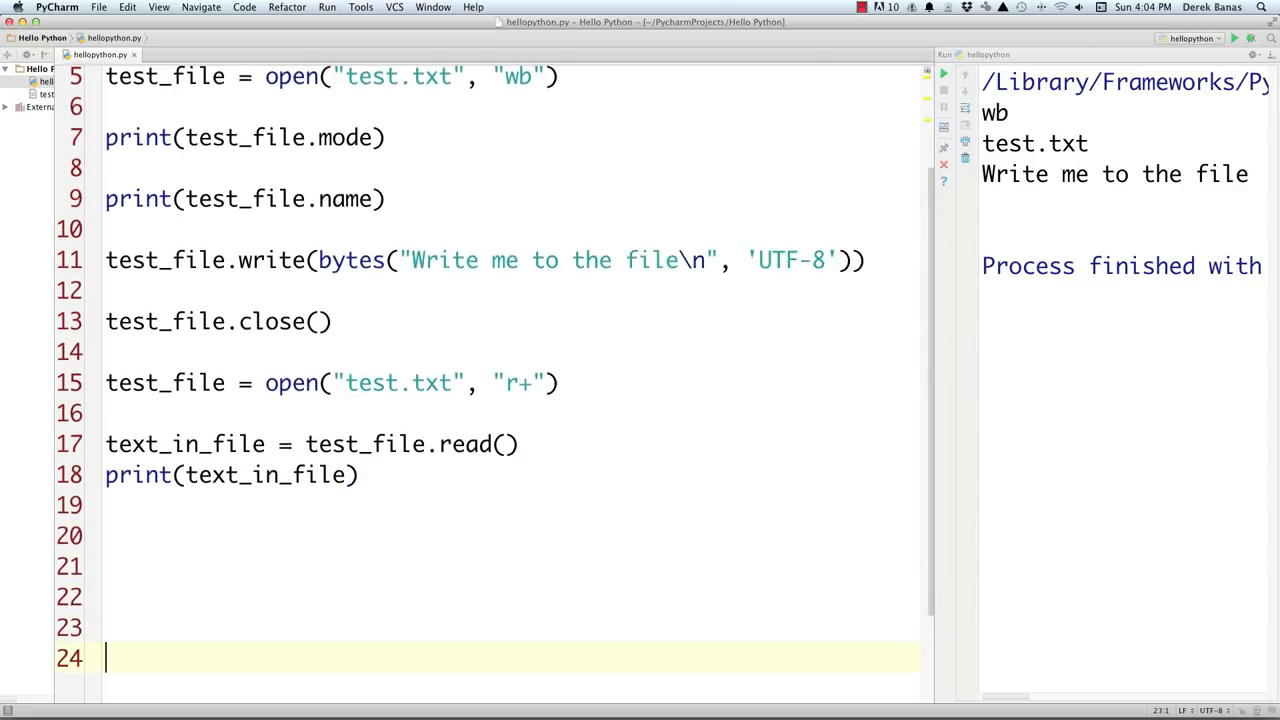 PyCharm File Edit View Navigate Code Refactor Run Tools VCS Window Help 10 Sun 4:04 PM Derek Banas
hellopython.py - Hello Python - [~/PycharmProjects/Hello Python]
Hello Python hellopython.py hellopython
hellopython.py Run hellopython
Hello P
hello
test
Extern
5 test_file = open("test.txt", "wb")
6
7 print(test_file.mode)
8
9 print(test_file.name)
10
11 test_file.write(bytes("Write me to the file\n", 'UTF-8'))
12
13 test_file.close()
14
15 test_file = open("test.txt", "r+")
16
17 text_in_file = test_file.read()
18 print(text_in_file)
19
20
21
22
23
24
/Library/Frameworks/Py
wb
test.txt
Write me to the file
Process finished with
23:1 LF UTF-8